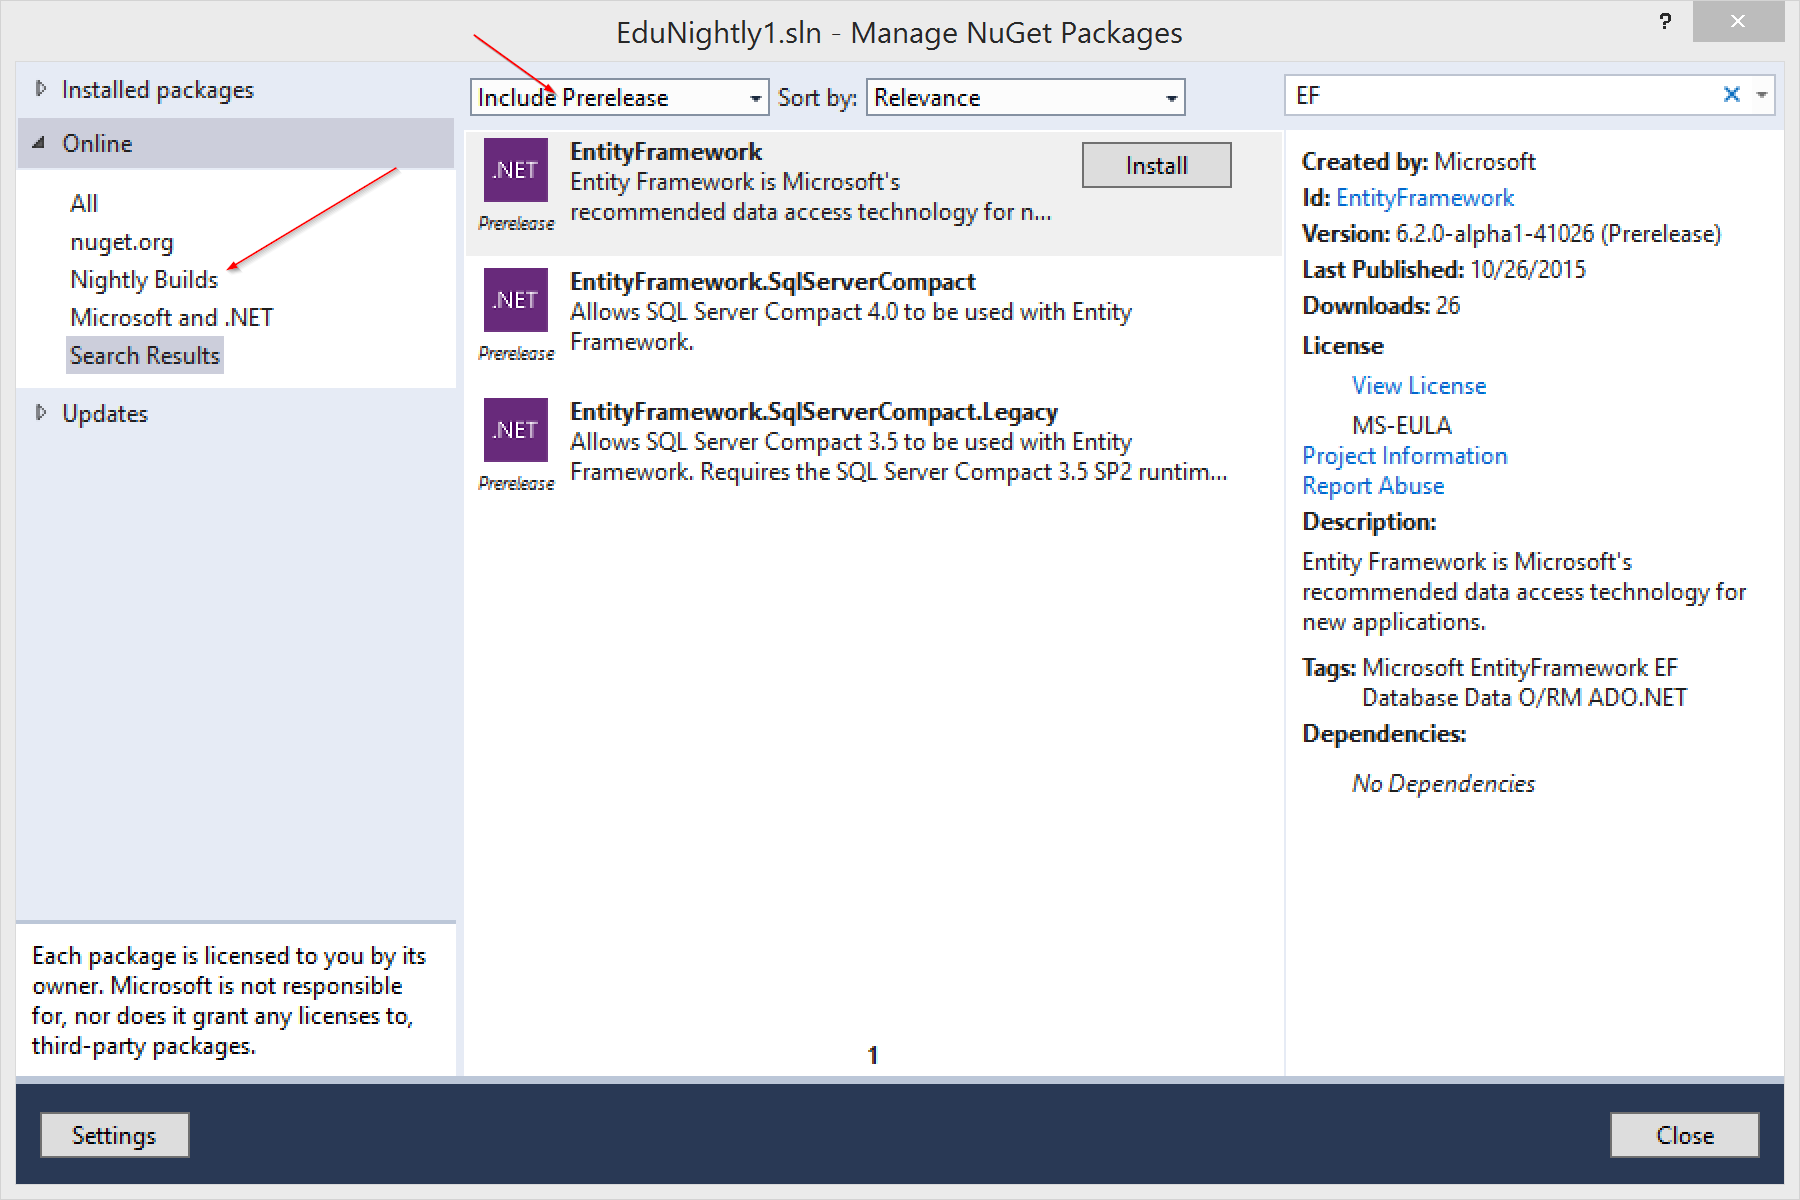 EduNightly1.sln - Manage NuGet Packages
?
Installed packages
Online
All
nuget.org
Nightly Builds
Microsoft and .NET
Search Results
Updates
Each package is licensed to you by its
owner. Microsoft is not responsible
for, nor does it grant any licenses to,
third-party packages.
Include Prerelease
Sort by: Relevance
.NET
Prerelease
EntityFramework
Entity Framework is Microsoft's
recommended data access technology for n...
Install
.NET
Prerelease
EntityFramework.SqlServerCompact
Allows SQL Server Compact 4.0 to be used with Entity
Framework.
.NET
Prerelease
EntityFramework.SqlServerCompact.Legacy
Allows SQL Server Compact 3.5 to be used with Entity
Framework. Requires the SQL Server Compact 3.5 SP2 runtim...
1
EF
Created by: Microsoft
Id: EntityFramework
Version: 6.2.0-alpha1-41026 (Prerelease)
Last Published: 10/26/2015
Downloads: 26
License
View License
MS-EULA
Project Information
Report Abuse
Description:
Entity Framework is Microsoft's
recommended data access technology for
new applications.
Tags: Microsoft EntityFramework EF
Database Data O/RM ADO.NET
Dependencies:
No Dependencies
Settings
Close